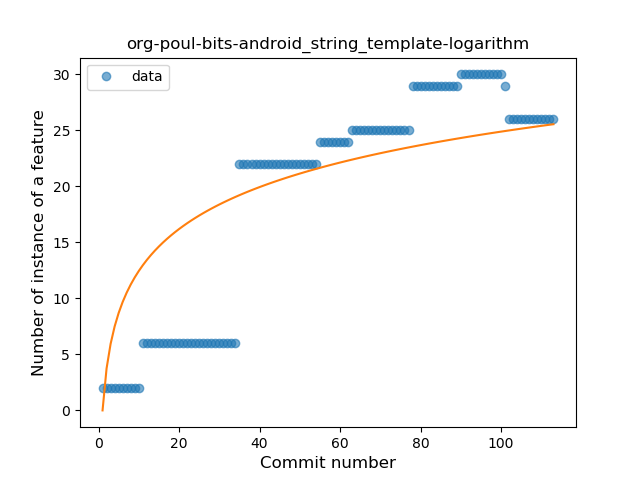 org-poul-bits-android_string_template-logarithm
data
Number of instance of a feature
30
25
20
15
10
5
0
0 20 40 60 80 100
Commit number